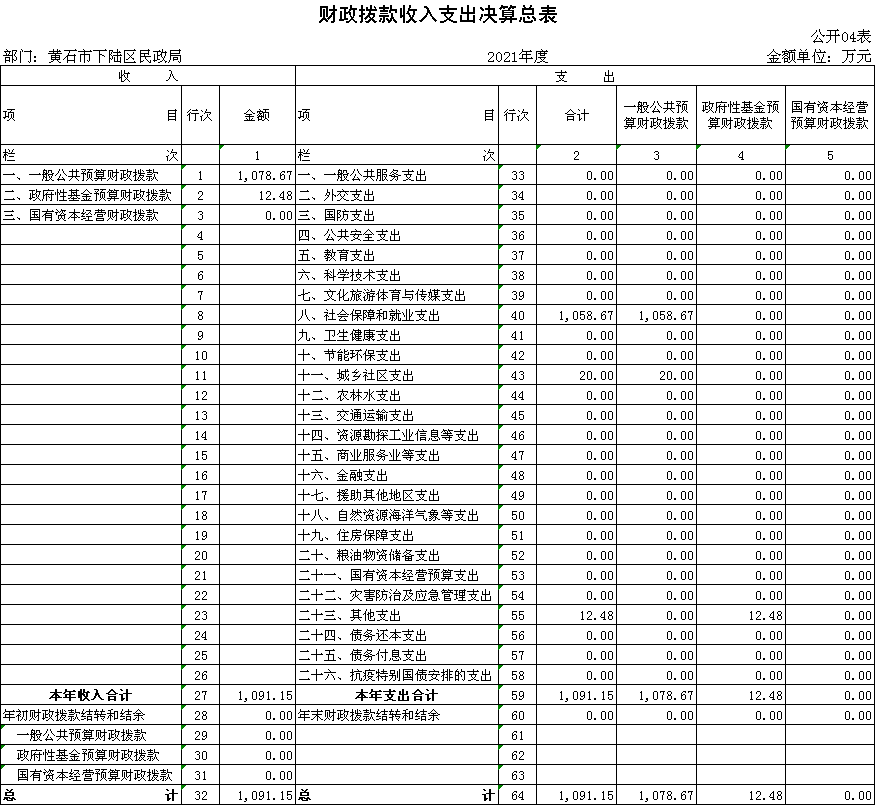 财政拨款收入支出决算总表
公开04表
部门：黄石市下陆区民政局 2021年度 金额单位：万元
收 入 支 出
项 目 行次 金额 项 目 行次 合计 一般公共预算财政拨款 政府性基金预算财政拨款 国有资本经营预算财政拨款
栏 次 1 栏 次 2 3 4 5
一、一般公共预算财政拨款 1 1,078.67 一、一般公共服务支出 33 0.00 0.00 0.00 0.00
二、政府性基金预算财政拨款 2 12.48 二、外交支出 34 0.00 0.00 0.00 0.00
三、国有资本经营财政拨款 3 0.00 三、国防支出 35 0.00 0.00 0.00 0.00
4 四、公共安全支出 36 0.00 0.00 0.00 0.00
5 五、教育支出 37 0.00 0.00 0.00 0.00
6 六、科学技术支出 38 0.00 0.00 0.00 0.00
7 七、文化旅游体育与传媒支出 39 0.00 0.00 0.00 0.00
8 八、社会保障和就业支出 40 1,058.67 1,058.67 0.00 0.00
9 九、卫生健康支出 41 0.00 0.00 0.00 0.00
10 十、节能环保支出 42 0.00 0.00 0.00 0.00
11 十一、城乡社区支出 43 20.00 20.00 0.00 0.00
12 十二、农林水支出 44 0.00 0.00 0.00 0.00
13 十三、交通运输支出 45 0.00 0.00 0.00 0.00
14 十四、资源勘探工业信息等支出 46 0.00 0.00 0.00 0.00
15 十五、商业服务业等支出 47 0.00 0.00 0.00 0.00
16 十六、金融支出 48 0.00 0.00 0.00 0.00
17 十七、援助其他地区支出 49 0.00 0.00 0.00 0.00
18 十八、自然资源海洋气象等支出 50 0.00 0.00 0.00 0.00
19 十九、住房保障支出 51 0.00 0.00 0.00 0.00
20 二十、粮油物资储备支出 52 0.00 0.00 0.00 0.00
21 二十一、国有资本经营预算支出 53 0.00 0.00 0.00 0.00
22 二十二、灾害防治及应急管理支出 54 0.00 0.00 0.00 0.00
23 二十三、其他支出 55 12.48 0.00 12.48 0.00
24 二十四、债务还本支出 56 0.00 0.00 0.00 0.00
25 二十五、债务付息支出 57 0.00 0.00 0.00 0.00
26 二十六、抗疫特别国债安排的支出 58 0.00 0.00 0.00 0.00
本年收入合计 27 1,091.15 本年支出合计 59 1,091.15 1,078.67 12.48 0.00
年初财政拨款结转和结余 28 0.00 年末财政拨款结转和结余 60 0.00 0.00 0.00 0.00
一般公共预算财政拨款 29 0.00 61
政府性基金预算财政拨款 30 0.00 62
国有资本经营预算财政拨款 31 0.00 63
总 计 32 1,091.15 总 计 64 1,091.15 1,078.67 12.48 0.00